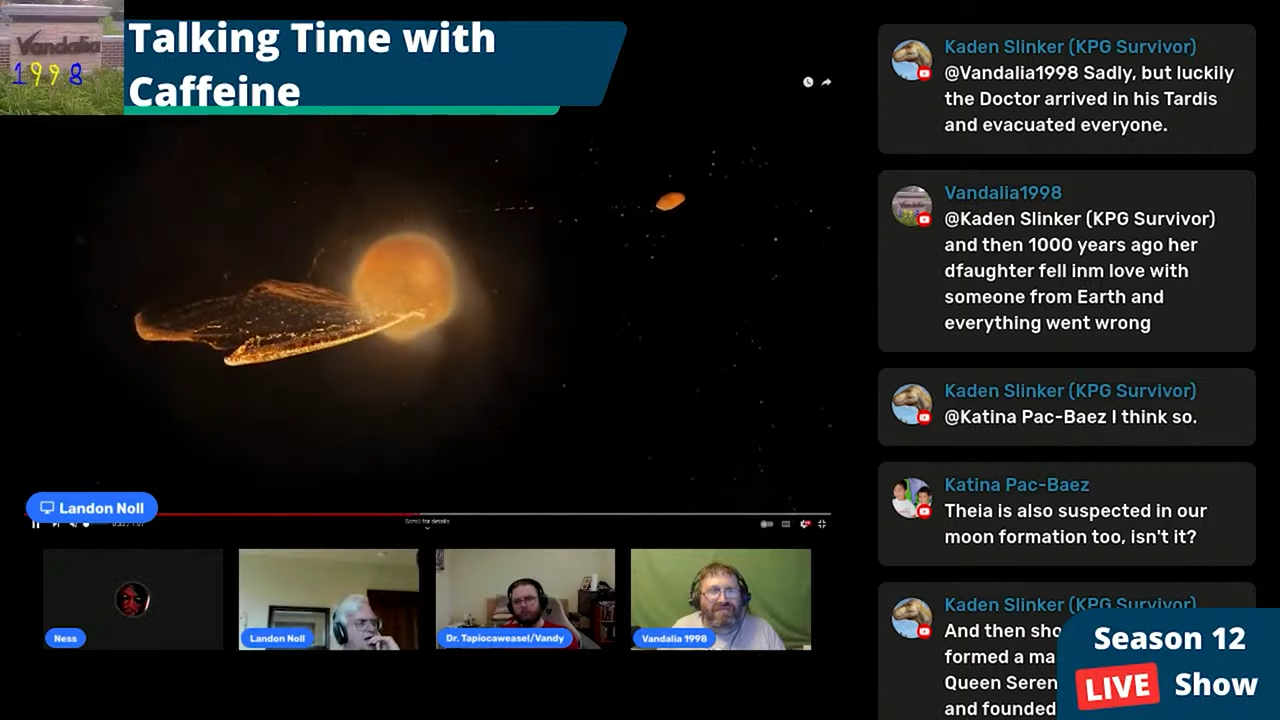 Vandalia
1998
Talking Time with
Caffeine
Landon Noll
Scroll for details
Ness
Landon Noll
Dr. Tapiocaweasel/Vandy
Vandalia 1998
Kaden Slinker (KPG Survivor)
@Vandalia1998 Sadly, but luckily
the Doctor arrived in his Tardis
and evacuated everyone.
Vandalia1998
@Kaden Slinker (KPG Survivor)
and then 1000 years ago her
dfaughter fell inm love with
someone from Earth and
everything went wrong
Kaden Slinker (KPG Survivor)
@Katina Pac-Baez I think so.
Katina Pac-Baez
Theia is also suspected in our
moon formation too, isn't it?
Kaden Slinker (KPG Survivor)
And then sho
formed a ma
Queen Seren
and founded
Season 12
LIVE Show